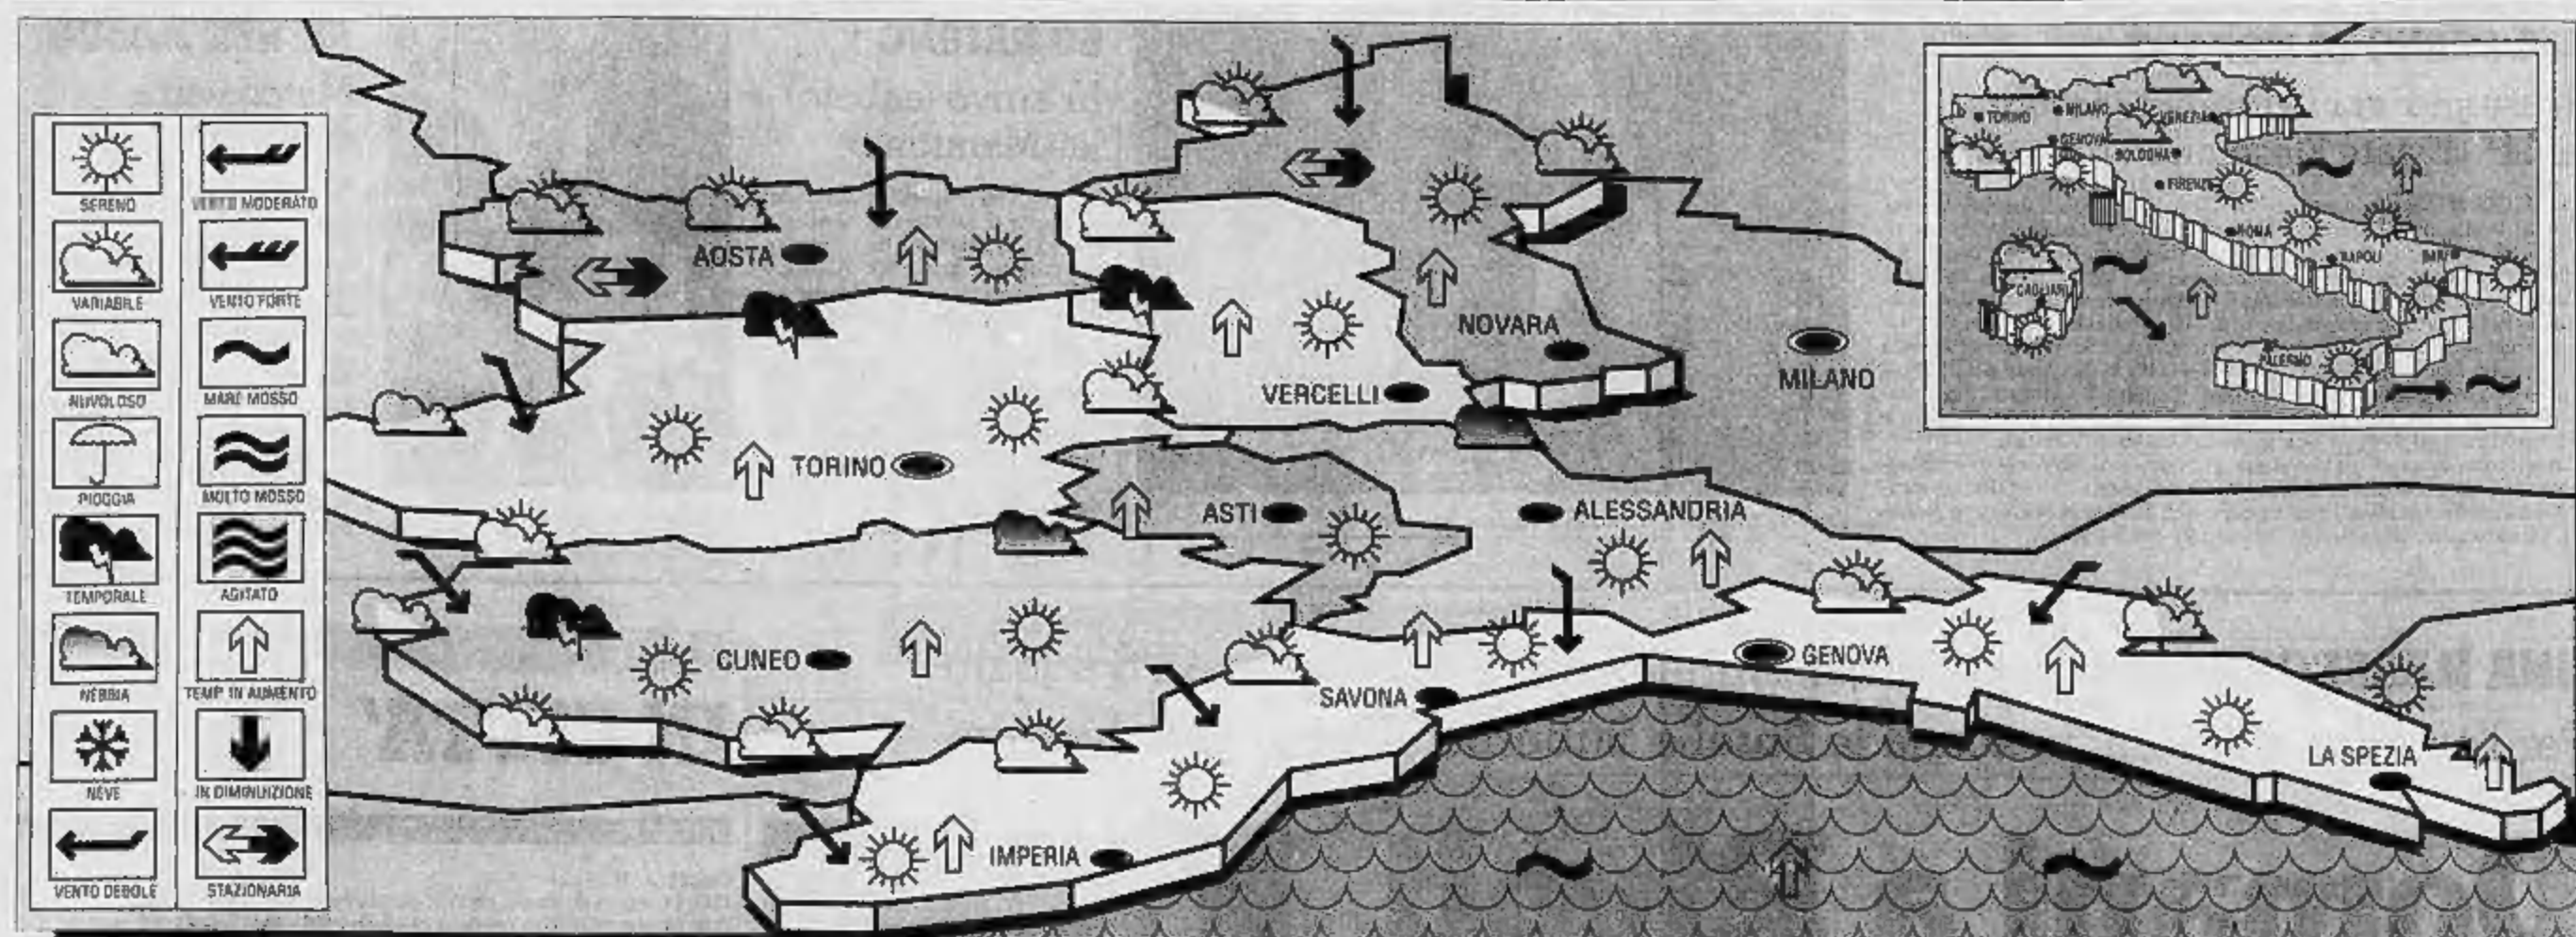 SERENO
VARIABILE
NUVOLOSO
PIOGGIA
TEMPORALE
NEBBIA
NEVE
VENTO DEBOLE
VENTO MODERATO
VENTO FORTE
MARE MOSSO
MOLTO MOSSO
AGITATO
TEMP. IN AUMENTO
IN DIMINUIZIONE
STAZIONARIA
AOSTA
NOVARA
VERCELLI
MILANO
TORINO
ASTI
ALESSANDRIA
CUNEO
GENOVA
SAVONA
LA SPEZIA
IMPERIA
TORINO
MILANO
VENEZIA
GENOVA
BOLOGNA
FIRENZE
ROMA
NAPOLI
BARI
CAGLIARI
PALERMO